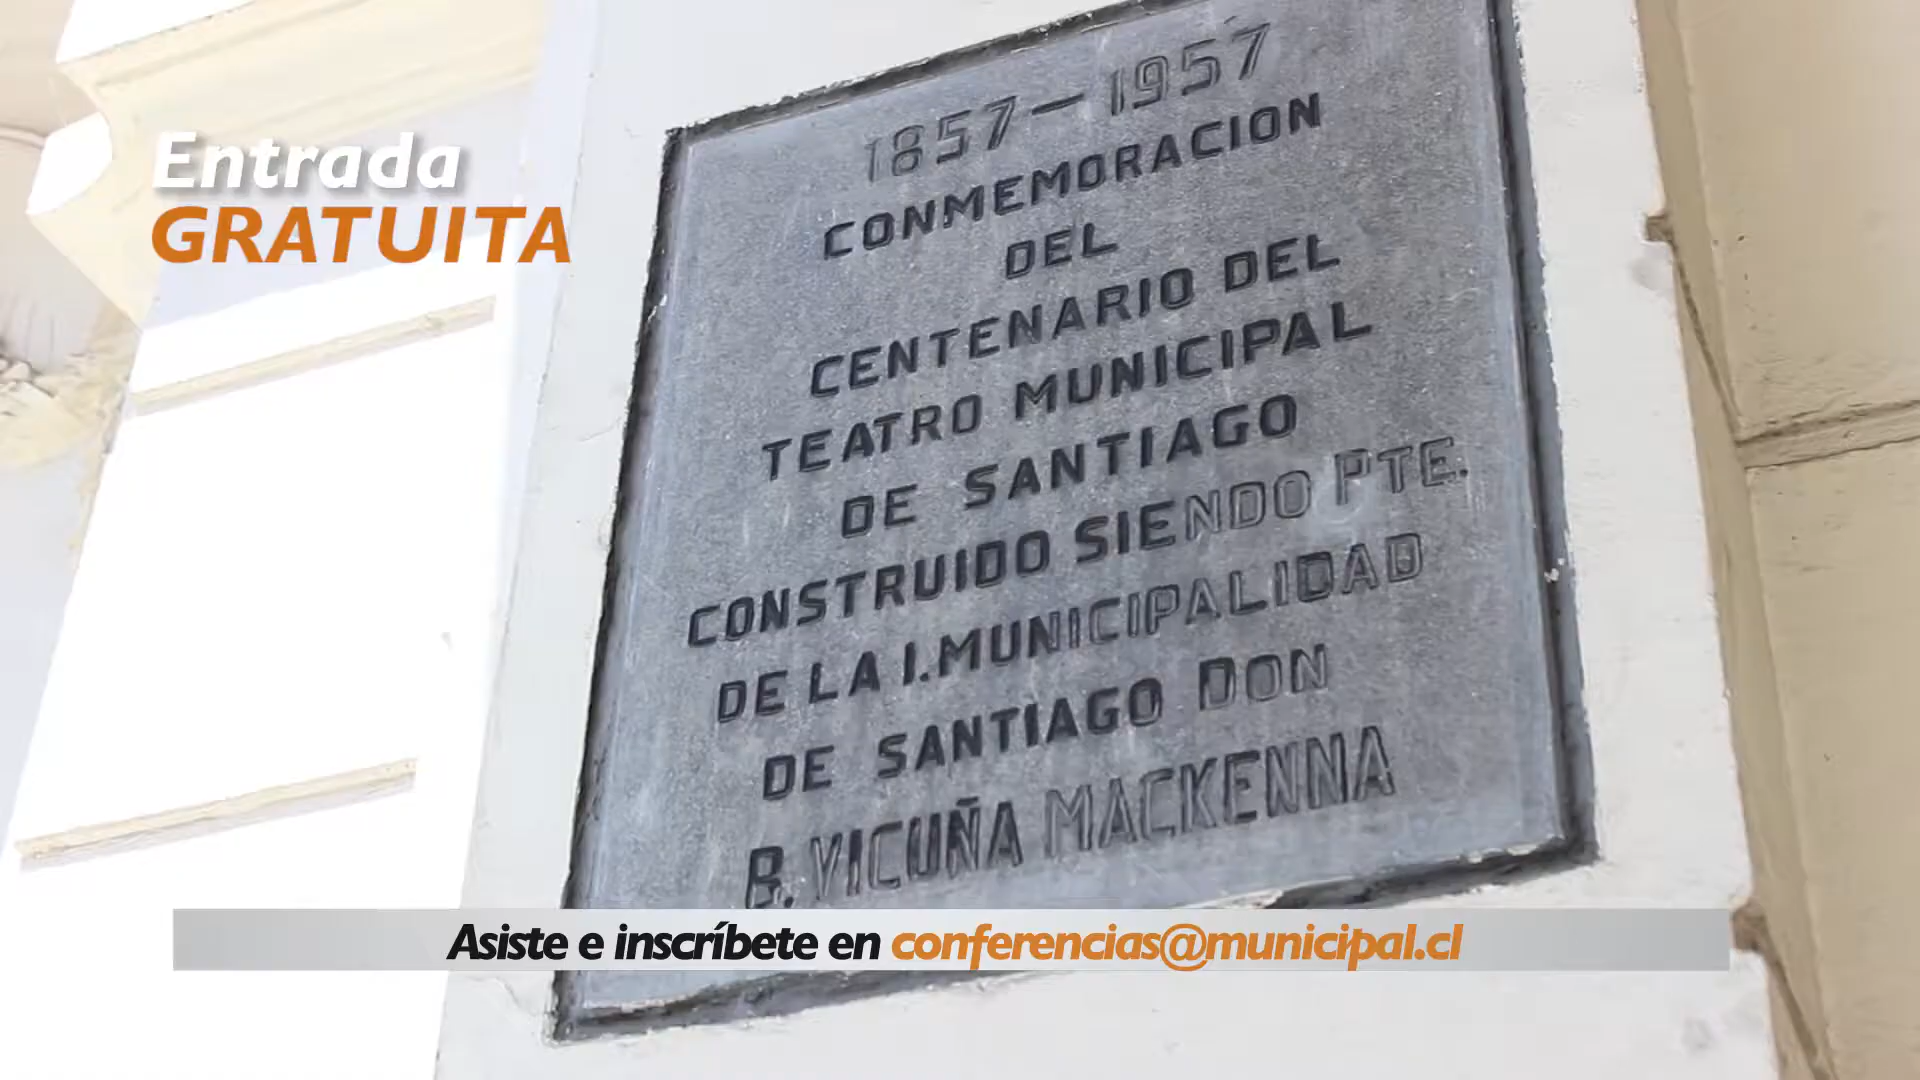 Entrada
GRATUITA
1857-1957
CONMEMORACION
DEL
CENTENARIO DEL
TEATRO MUNICIPAL
DE SANTIAGO
CONSTRUIDO SIENDO PTE.
DE LA I. MUNICIPALIDAD
DE SANTIAGO DON
B. VICUÑA MACKENNA
Asiste e inscríbete en conferencias@municipal.cl